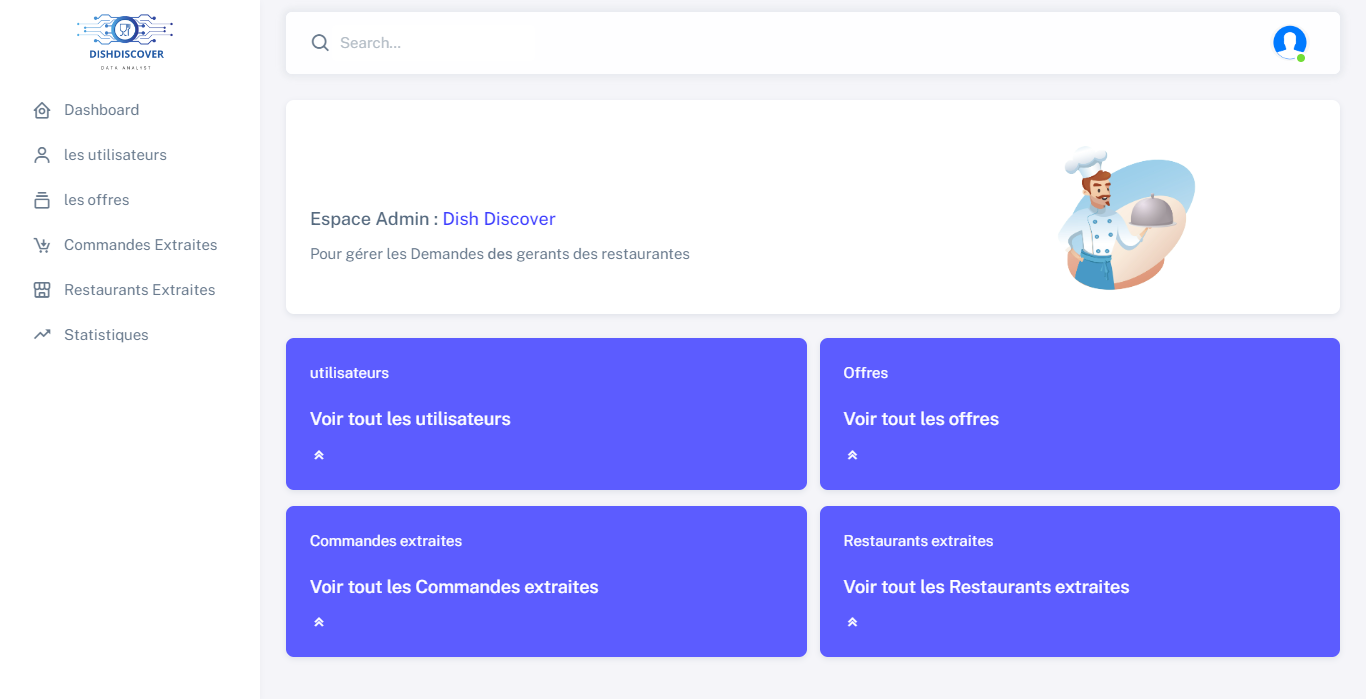 DISHDISCOVER
DATA ANALYST
Dashboard
les utilisateurs
les offres
Commandes Extraites
Restaurants Extraites
Statistiques
Search...
Espace Admin : Dish Discover
Pour gérer les Demandes des gerants des restaurantes
utilisateurs
Voir tout les utilisateurs
Offres
Voir tout les offres
Commandes extraites
Voir tout les Commandes extraites
Restaurants extraites
Voir tout les Restaurants extraites